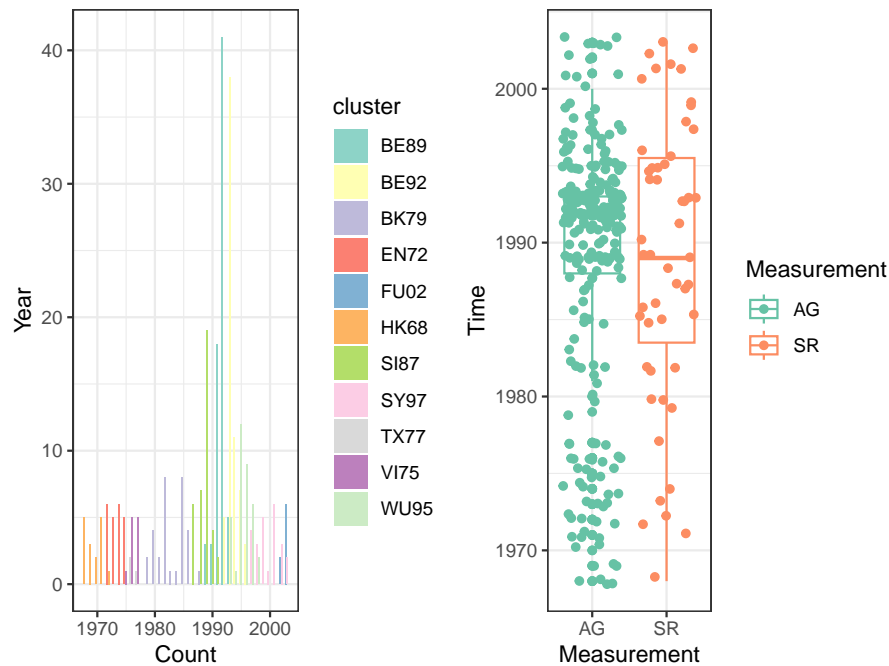 Year
40
30
20
10
0
1970 1980 1990 2000
Count
cluster
BE89
BE92
BK79
EN72
FU02
HK68
SI87
SY97
TX77
VI75
WU95
Time
2000
1990
1980
1970
AG SR
Measurement
Measurement
AG
SR